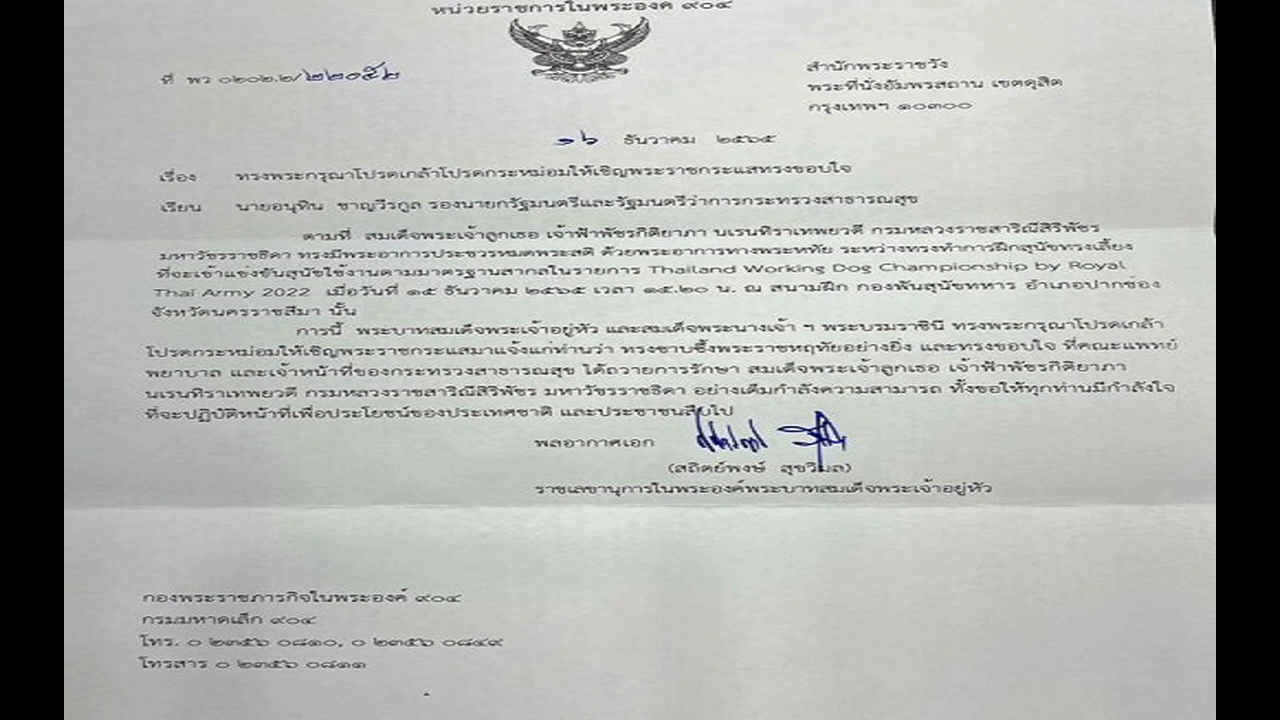 หน่วยราชการในพระองค์ ๙๐๔
ที่ พว ๐๒๐๒.๒/๒๒๐๕๒
สำนักพระราชวัง
พระที่นั่งอัมพรสถาน เขตดุสิต
กรุงเทพฯ ๑๐๓๐๐
๑๖ ธันวาคม ๒๕๖๕
เรื่อง ทรงพระกรุณาโปรดเกล้าโปรดกระหม่อมให้เชิญพระราชกระแสทรงขอบใจ
เรียน นายอนุทิน ชาญวีรกูล รองนายกรัฐมนตรีและรัฐมนตรีว่าการกระทรวงสาธารณสุข
ตามที่ สมเด็จพระเจ้าลูกเธอ เจ้าฟ้าพัชรกิติยาภา นเรนทิราเทพยวดี กรมหลวงราชสาริณีสิริพัชร
มหาวัชรราชธิดา ทรงมีพระอาการประชวรหมดพระสติ ด้วยพระอาการทางพระหทัย ระหว่างทรงทำการฝึกสุนัขทรงเลี้ยง
ที่จะเข้าแข่งขันสุนัขใช้งานตามมาตรฐานสากลในรายการ Thailand Working Dog Championship by Royal
Thai Army 2022 เมื่อวันที่ ๑๕ ธันวาคม ๒๕๖๕ เวลา ๑๕.๒๐ น. ณ สนามฝึก กองพันสุนัขทหาร อำเภอปากช่อง
จังหวัดนครราชสีมา นั้น
การนี้ พระบาทสมเด็จพระเจ้าอยู่หัว และสมเด็จพระนางเจ้า ฯ พระบรมราชินี ทรงพระกรุณาโปรดเกล้า
โปรดกระหม่อมให้เชิญพระราชกระแสมาแจ้งแก่ท่านว่า ทรงซาบซึ้งพระราชหฤทัยอย่างยิ่ง และทรงขอบใจ ที่คณะแพทย์
พยาบาล และเจ้าหน้าที่ของกระทรวงสาธารณสุข ได้ถวายการรักษา สมเด็จพระเจ้าลูกเธอ เจ้าฟ้าพัชรกิติยาภา
นเรนทิราเทพยวดี กรมหลวงราชสาริณีสิริพัชร มหาวัชรราชธิดา อย่างเต็มกำลังความสามารถ ทั้งขอให้ทุกท่านมีกำลังใจ
ที่จะปฏิบัติหน้าที่เพื่อประโยชน์ของประเทศชาติ และประชาชนสืบไป
พลอากาศเอก
(สถิตย์พงษ์ สุขวิมล)
ราชเลขานุการในพระองค์พระบาทสมเด็จพระเจ้าอยู่หัว
กองพระราชภารกิจในพระองค์ ๙๐๔
กรมมหาดเล็ก ๙๐๔
โทร. ๐ ๒๓๕๖ ๐๘๑๐, ๐ ๒๓๕๖ ๐๘๔๙
โทรสาร ๐ ๒๓๕๖ ๐๘๑๑